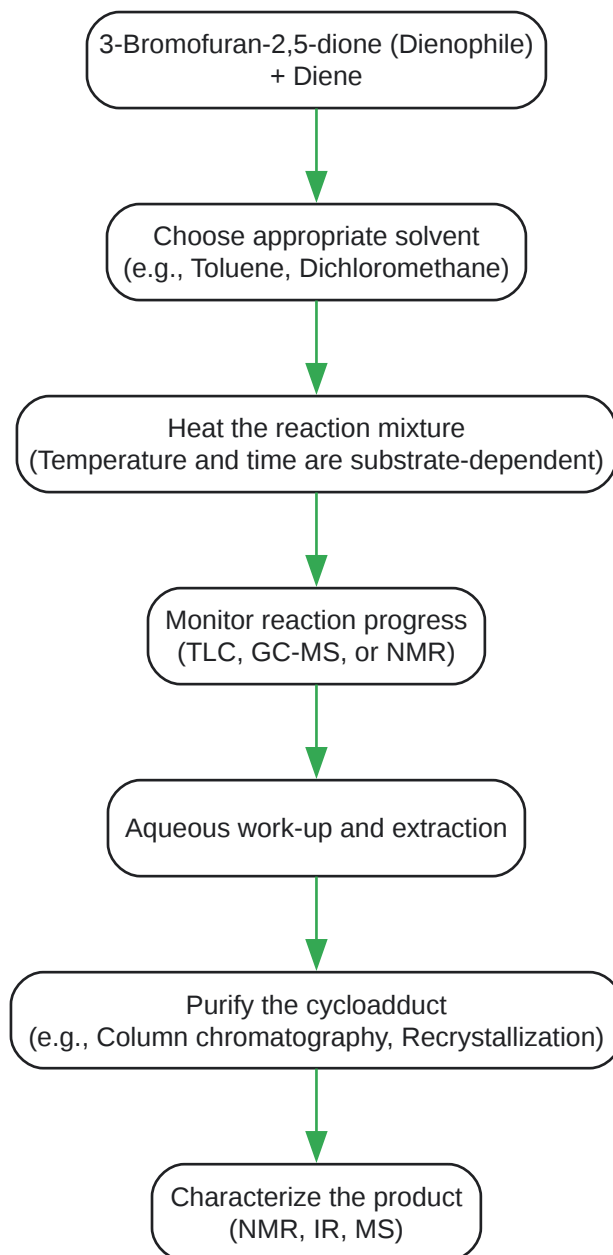 3-Bromofuran-2,5-dione (Dienophile)
+ Diene
Choose appropriate solvent
(e.g., Toluene, Dichloromethane)
Heat the reaction mixture
(Temperature and time are substrate-dependent)
Monitor reaction progress
(TLC, GC-MS, or NMR)
Aqueous work-up and extraction
Purify the cycloadduct
(e.g., Column chromatography, Recrystallization)
Characterize the product
(NMR, IR, MS)